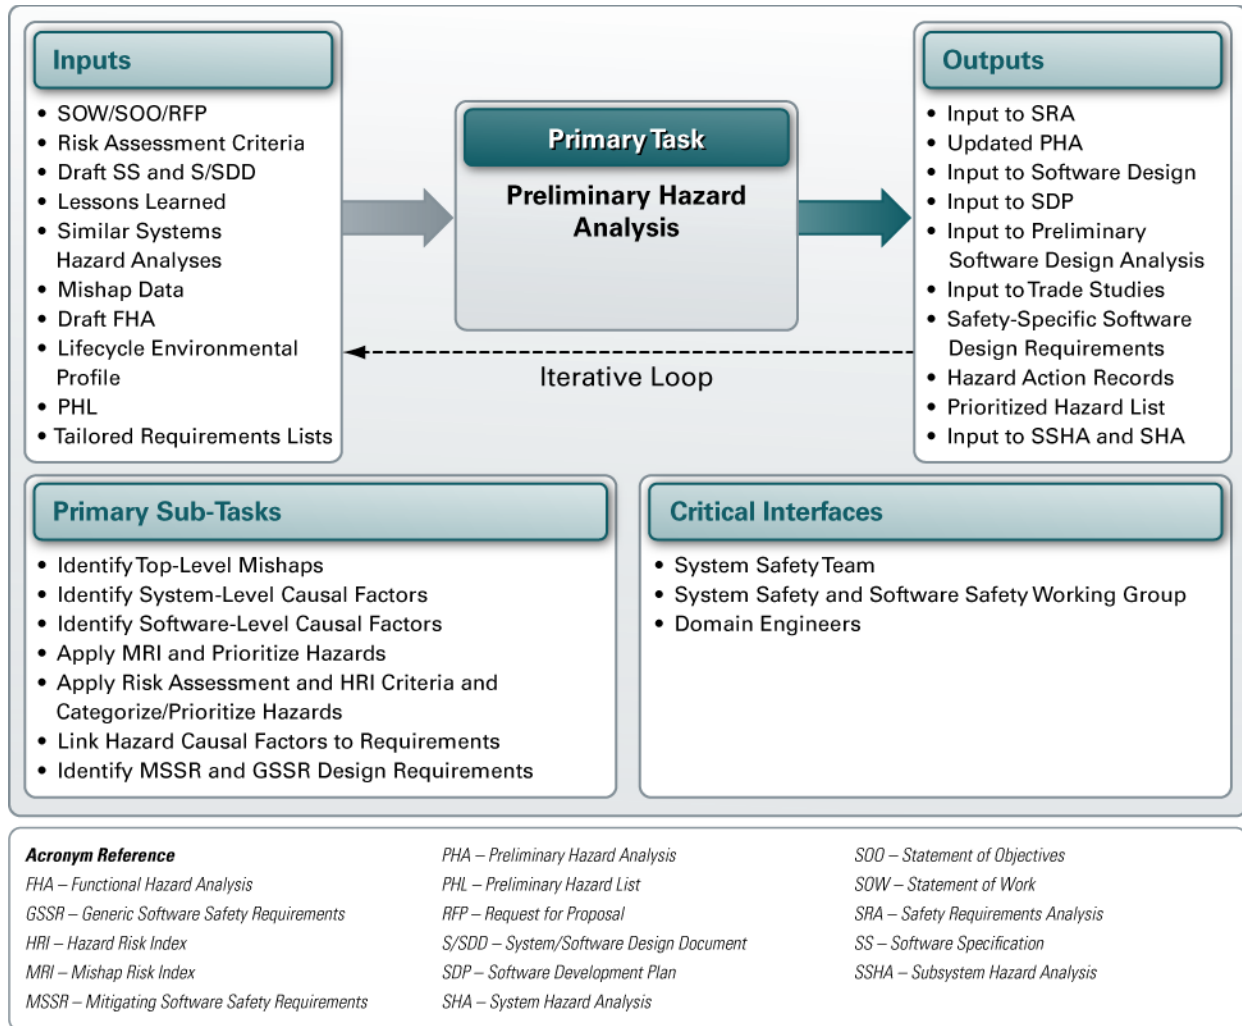 Inputs
• SOW/SOO/RFP
• Risk Assessment Criteria
• Draft SS and S/SDD
• Lessons Learned
• Similar Systems
Hazard Analyses
• Mishap Data
• Draft FHA
• Lifecycle Environmental
Profile
• PHL
• Tailored Requirements Lists
Primary Task
Preliminary Hazard
Analysis
Iterative Loop
Outputs
• Input to SRA
• Updated PHA
• Input to Software Design
• Input to SDP
• Input to Preliminary
Software Design Analysis
• Input to Trade Studies
• Safety-Specific Software
Design Requirements
• Hazard Action Records
• Prioritized Hazard List
• Input to SSHA and SHA
Primary Sub-Tasks
• Identify Top-Level Mishaps
• Identify System-Level Causal Factors
• Identify Software-Level Causal Factors
• Apply MRI and Prioritize Hazards
• Apply Risk Assessment and HRI Criteria and
Categorize/Prioritize Hazards
• Link Hazard Causal Factors to Requirements
• Identify MSSR and GSSR Design Requirements
Critical Interfaces
• System Safety Team
• System Safety and Software Safety Working Group
• Domain Engineers
Acronym Reference
FHA – Functional Hazard Analysis
GSSR – Generic Software Safety Requirements
HRI – Hazard Risk Index
MRI – Mishap Risk Index
MSSR – Mitigating Software Safety Requirements
PHA – Preliminary Hazard Analysis
PHL – Preliminary Hazard List
RFP – Request for Proposal
S/SDD – System/Software Design Document
SDP – Software Development Plan
SHA – System Hazard Analysis
SOO – Statement of Objectives
SOW – Statement of Work
SRA – Safety Requirements Analysis
SS – Software Specification
SSHA – Subsystem Hazard Analysis